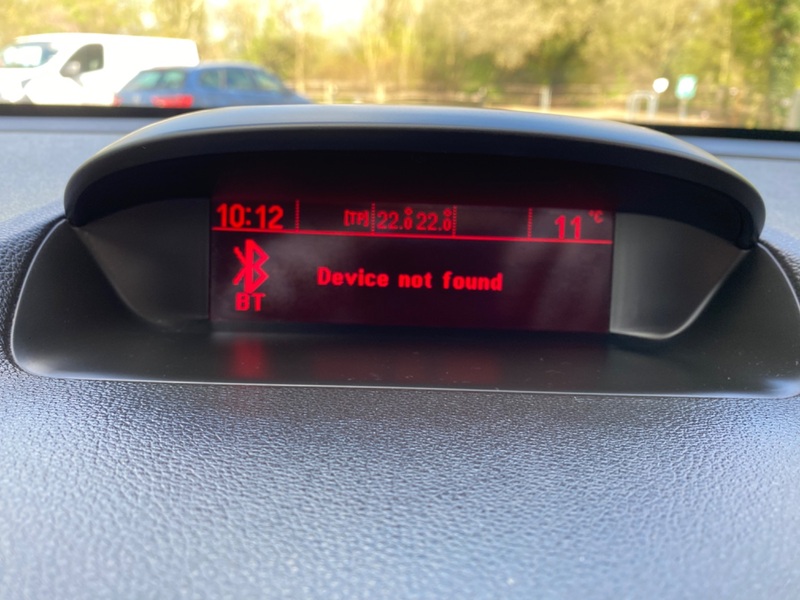 10:12 [TP] 22.0 22.0 11 °C
Device not found
BT